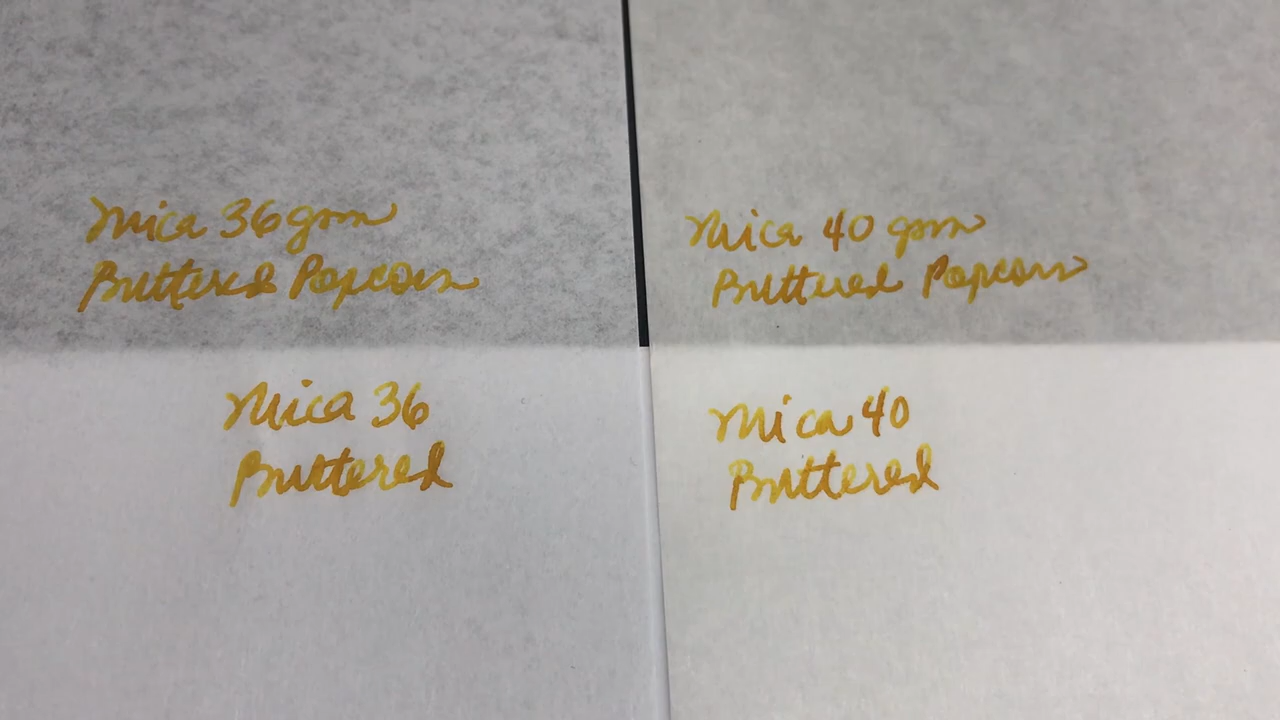 Mica 36 gsm
Buttered Popcorn
Mica 40 gsm
Buttered Popcorn
Mica 36
Buttered
Mica 40
Buttered